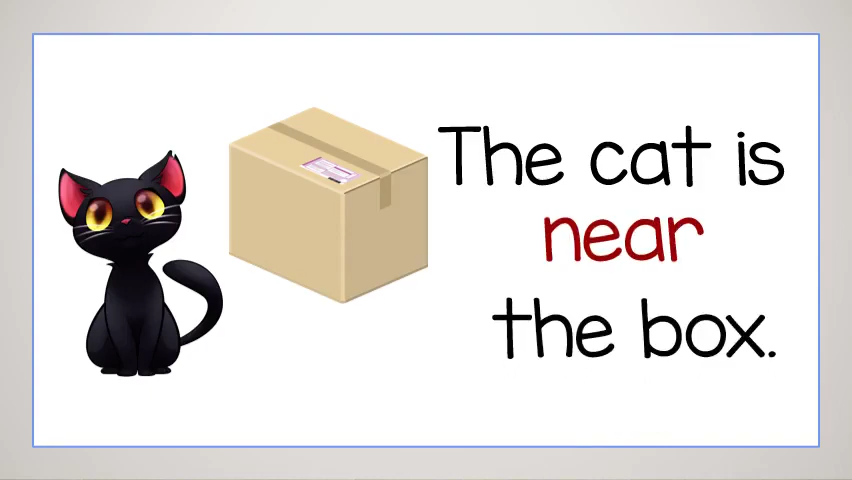 The cat is
near
the box.